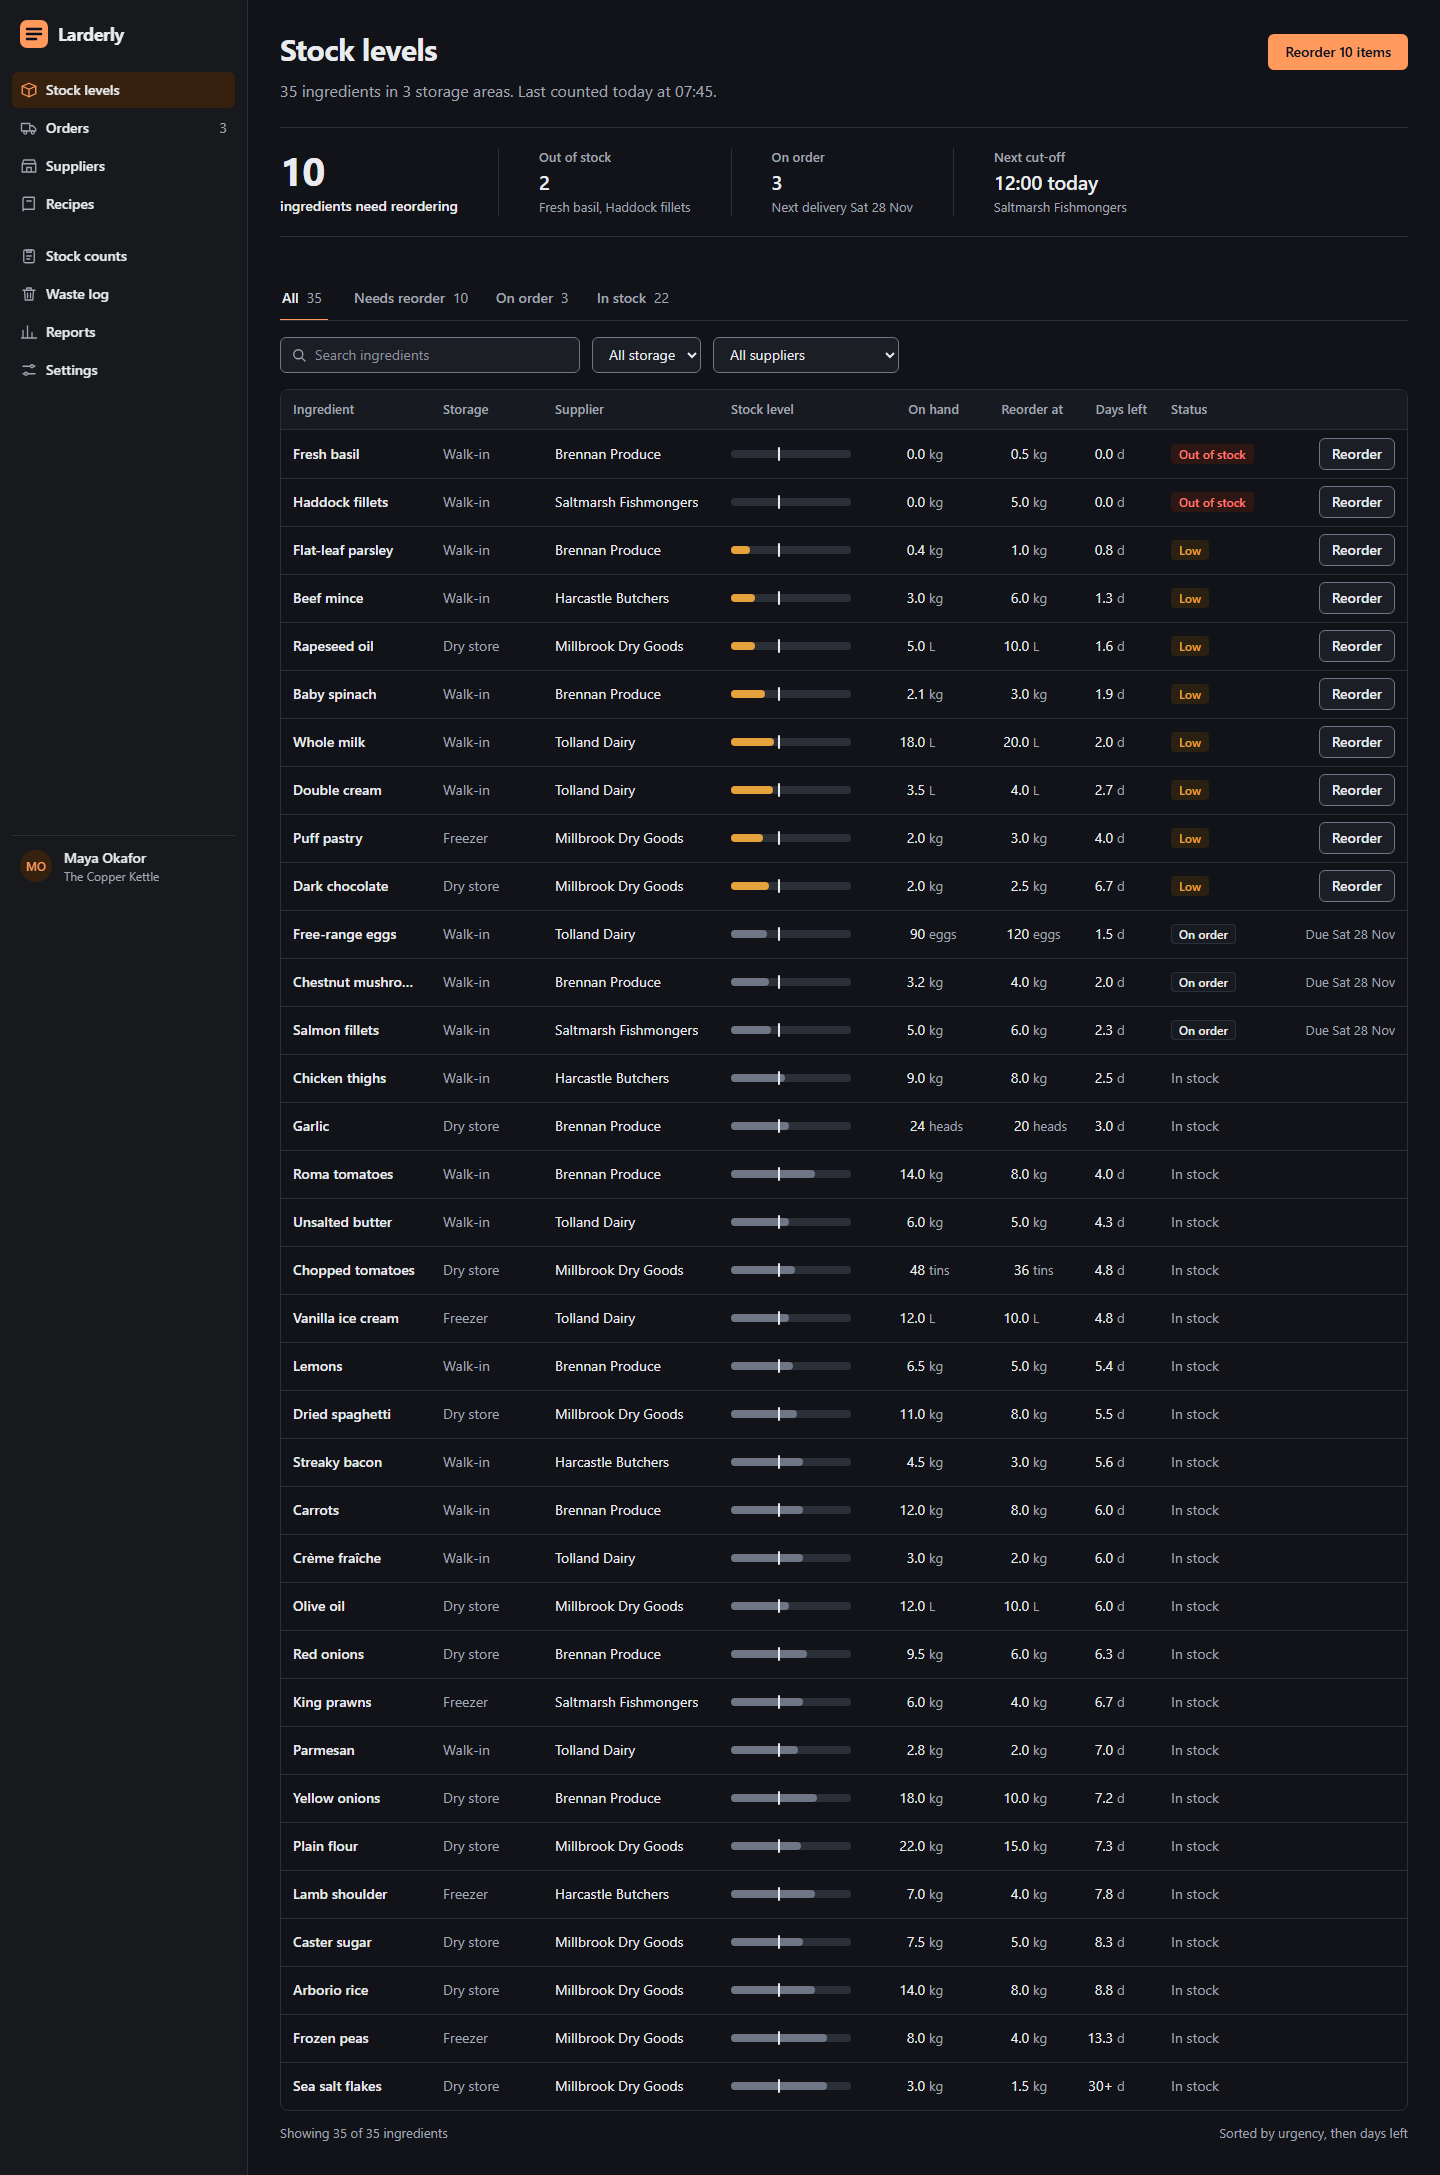 Larderly
Stock levels
Orders 3
Suppliers
Recipes
Stock counts
Waste log
Reports
Settings
MO
Maya Okafor
The Copper Kettle
Stock levels
Reorder 10 items
35 ingredients in 3 storage areas. Last counted today at 07:45.
10
ingredients need reordering
Out of stock
2
Fresh basil, Haddock fillets
On order
3
Next delivery Sat 28 Nov
Next cut-off
12:00 today
Saltmarsh Fishmongers
All 35 Needs reorder 10 On order 3 In stock 22
Search ingredients All storage All suppliers
Ingredient Storage Supplier Stock level On hand Reorder at Days left Status
Fresh basil Walk-in Brennan Produce 0.0 kg 0.5 kg 0.0 d Out of stock Reorder
Haddock fillets Walk-in Saltmarsh Fishmongers 0.0 kg 5.0 kg 0.0 d Out of stock Reorder
Flat-leaf parsley Walk-in Brennan Produce 0.4 kg 1.0 kg 0.8 d Low Reorder
Beef mince Walk-in Harcastle Butchers 3.0 kg 6.0 kg 1.3 d Low Reorder
Rapeseed oil Dry store Millbrook Dry Goods 5.0 L 10.0 L 1.6 d Low Reorder
Baby spinach Walk-in Brennan Produce 2.1 kg 3.0 kg 1.9 d Low Reorder
Whole milk Walk-in Tolland Dairy 18.0 L 20.0 L 2.0 d Low Reorder
Double cream Walk-in Tolland Dairy 3.5 L 4.0 L 2.7 d Low Reorder
Puff pastry Freezer Millbrook Dry Goods 2.0 kg 3.0 kg 4.0 d Low Reorder
Dark chocolate Dry store Millbrook Dry Goods 2.0 kg 2.5 kg 6.7 d Low Reorder
Free-range eggs Walk-in Tolland Dairy 90 eggs 120 eggs 1.5 d On order Due Sat 28 Nov
Chestnut mushro... Walk-in Brennan Produce 3.2 kg 4.0 kg 2.0 d On order Due Sat 28 Nov
Salmon fillets Walk-in Saltmarsh Fishmongers 5.0 kg 6.0 kg 2.3 d On order Due Sat 28 Nov
Chicken thighs Walk-in Harcastle Butchers 9.0 kg 8.0 kg 2.5 d In stock
Garlic Dry store Brennan Produce 24 heads 20 heads 3.0 d In stock
Roma tomatoes Walk-in Brennan Produce 14.0 kg 8.0 kg 4.0 d In stock
Unsalted butter Walk-in Tolland Dairy 6.0 kg 5.0 kg 4.3 d In stock
Chopped tomatoes Dry store Millbrook Dry Goods 48 tins 36 tins 4.8 d In stock
Vanilla ice cream Freezer Tolland Dairy 12.0 L 10.0 L 4.8 d In stock
Lemons Walk-in Brennan Produce 6.5 kg 5.0 kg 5.4 d In stock
Dried spaghetti Dry store Millbrook Dry Goods 11.0 kg 8.0 kg 5.5 d In stock
Streaky bacon Walk-in Harcastle Butchers 4.5 kg 3.0 kg 5.6 d In stock
Carrots Walk-in Brennan Produce 12.0 kg 8.0 kg 6.0 d In stock
Crème fraîche Walk-in Tolland Dairy 3.0 kg 2.0 kg 6.0 d In stock
Olive oil Dry store Millbrook Dry Goods 12.0 L 10.0 L 6.0 d In stock
Red onions Dry store Brennan Produce 9.5 kg 6.0 kg 6.3 d In stock
King prawns Freezer Saltmarsh Fishmongers 6.0 kg 4.0 kg 6.7 d In stock
Parmesan Walk-in Tolland Dairy 2.8 kg 2.0 kg 7.0 d In stock
Yellow onions Dry store Brennan Produce 18.0 kg 10.0 kg 7.2 d In stock
Plain flour Dry store Millbrook Dry Goods 22.0 kg 15.0 kg 7.3 d In stock
Lamb shoulder Freezer Harcastle Butchers 7.0 kg 4.0 kg 7.8 d In stock
Caster sugar Dry store Millbrook Dry Goods 7.5 kg 5.0 kg 8.3 d In stock
Arborio rice Dry store Millbrook Dry Goods 14.0 kg 8.0 kg 8.8 d In stock
Frozen peas Freezer Millbrook Dry Goods 8.0 kg 4.0 kg 13.3 d In stock
Sea salt flakes Dry store Millbrook Dry Goods 3.0 kg 1.5 kg 30+ d In stock
Showing 35 of 35 ingredients Sorted by urgency, then days left